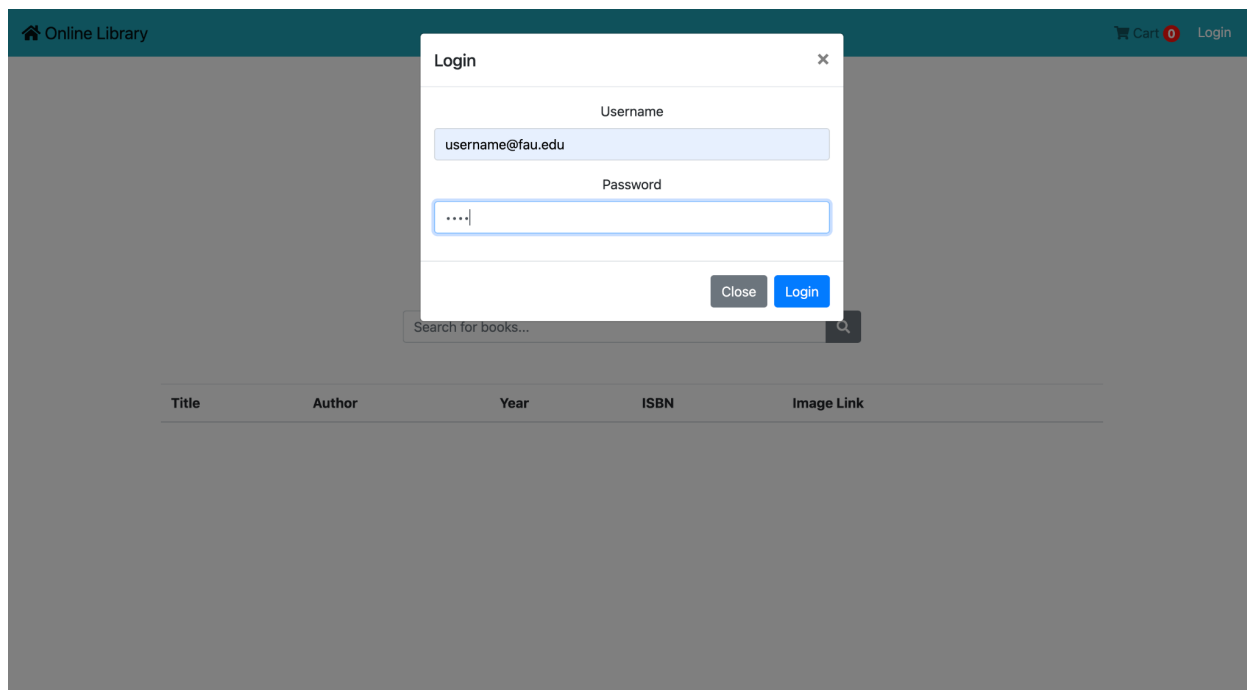 Online Library
Cart 0 Login
Login ×
Username
username@fau.edu
Password
••••
Close Login
Search for books...
Title Author Year ISBN Image Link